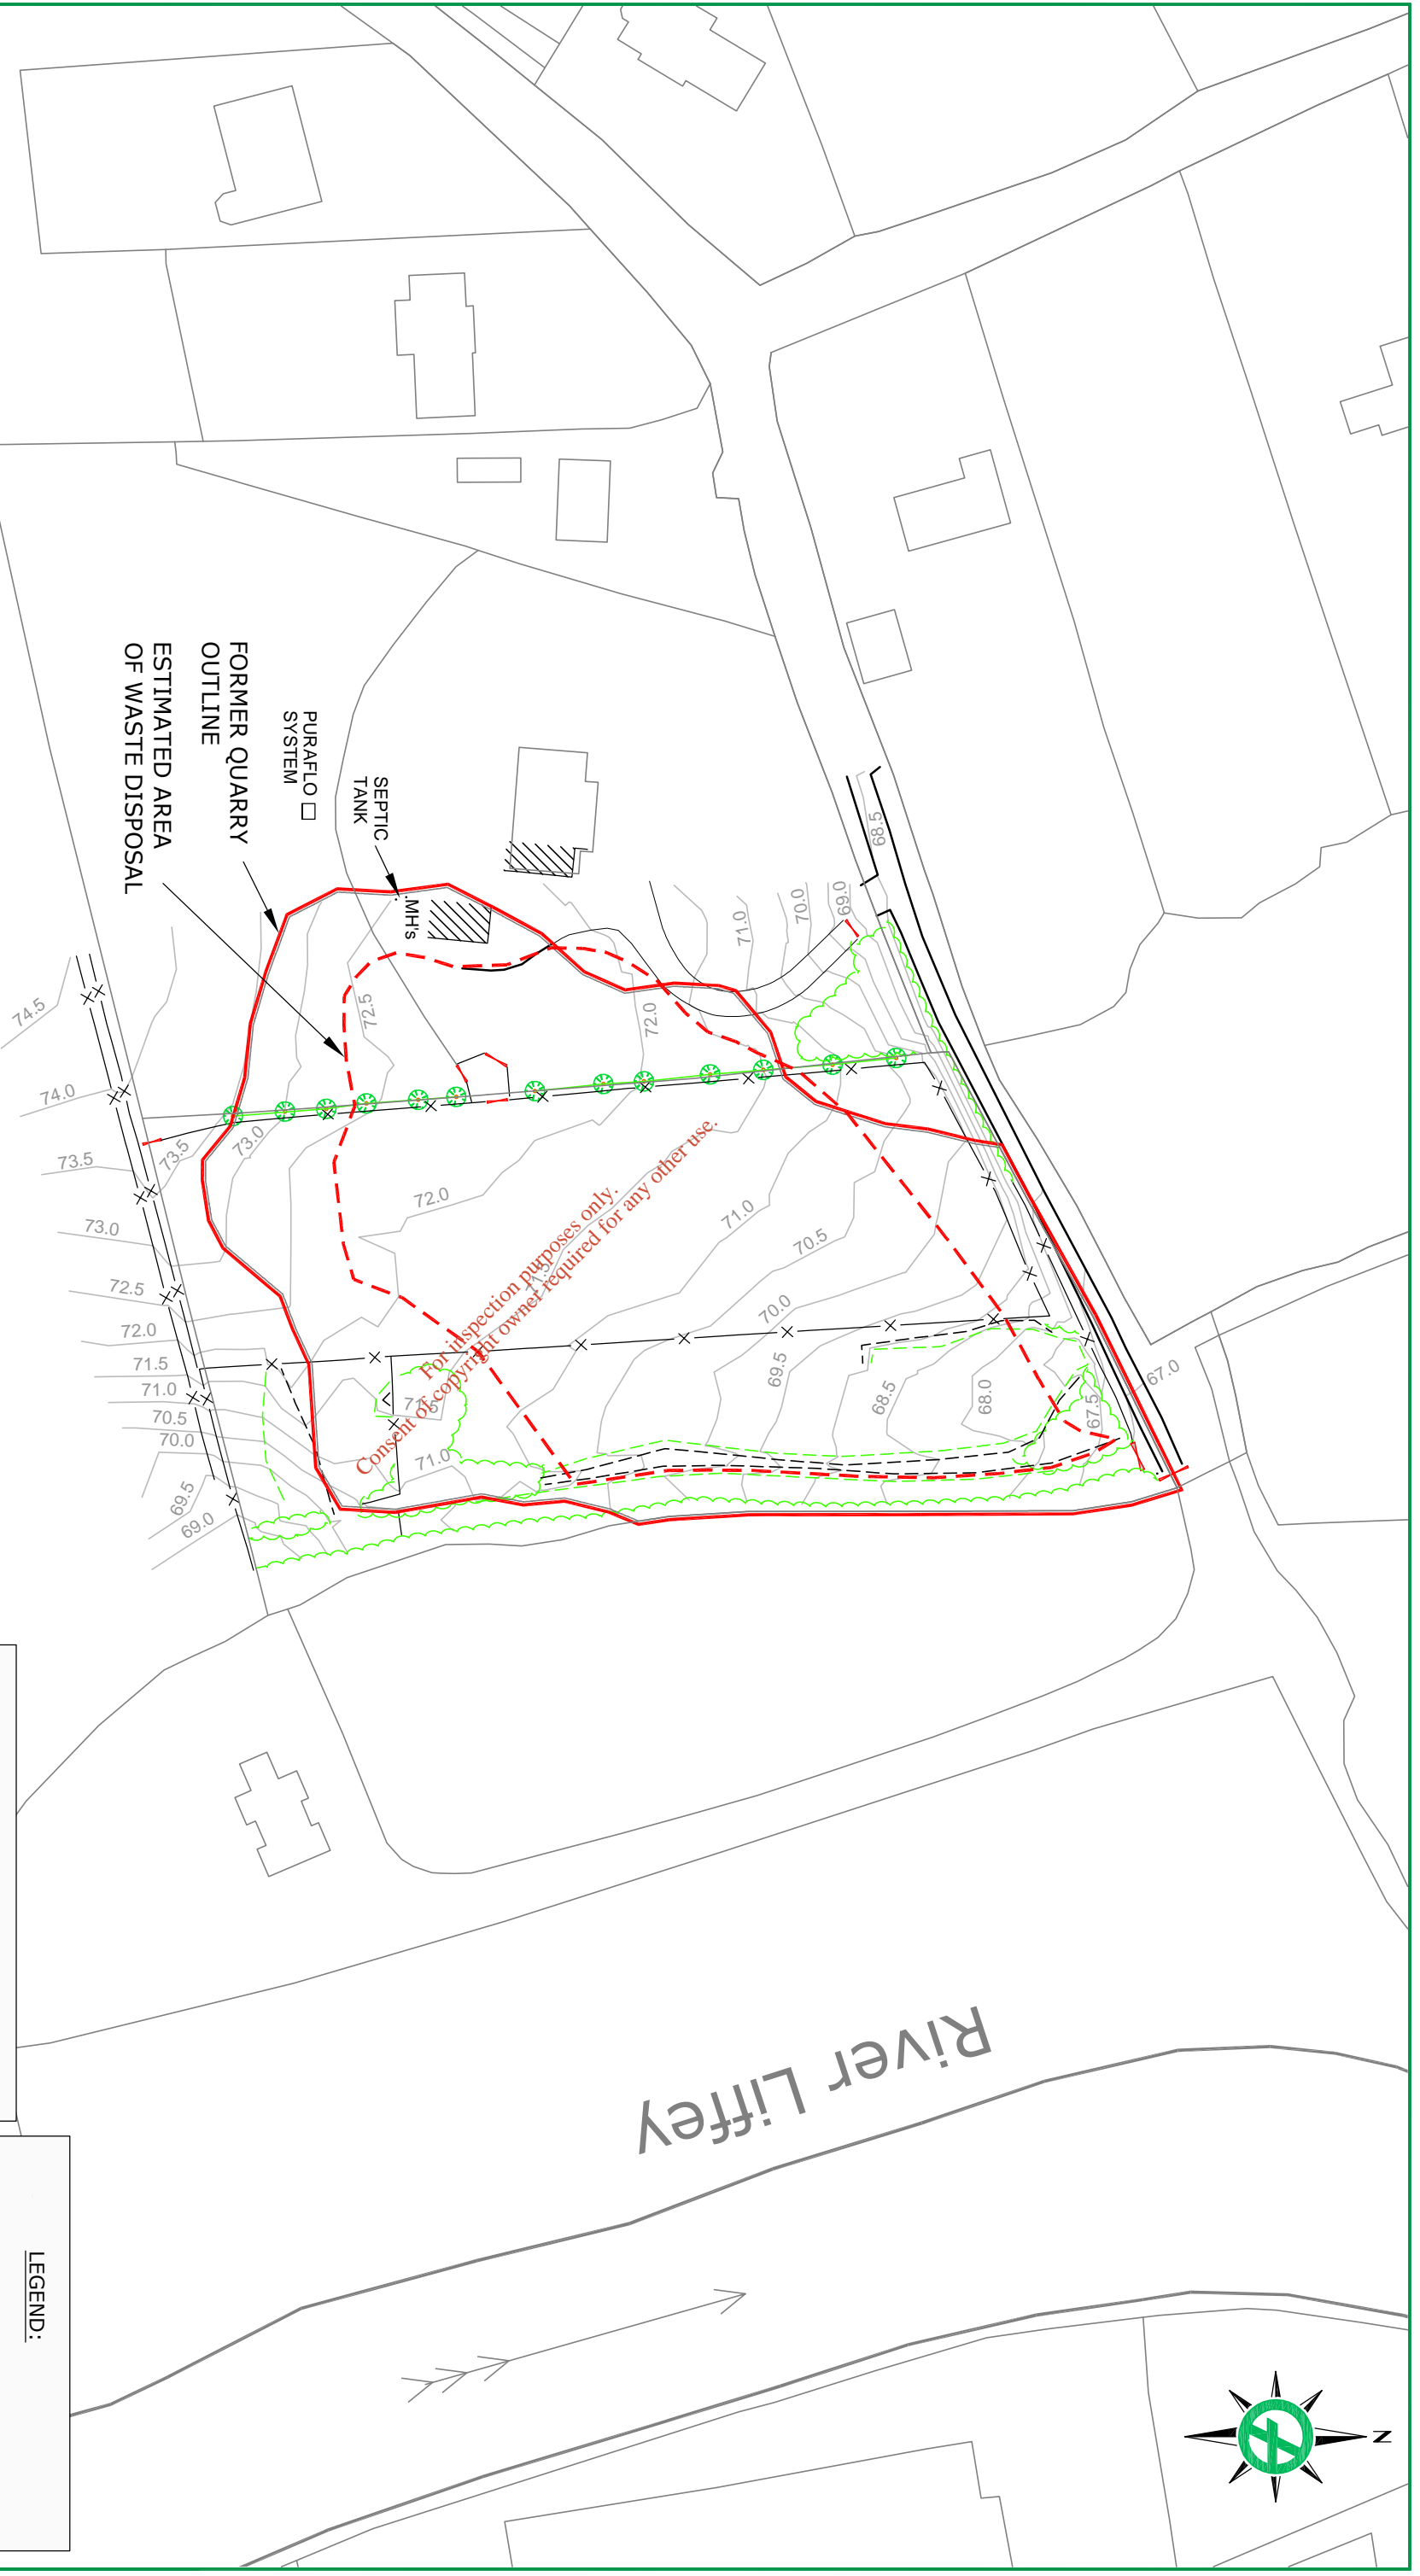 FORMER QUARRY
OUTLINE
ESTIMATED AREA
OF WASTE DISPOSAL
PURAFLO
SYSTEM
SEPTIC
TANK
MH's
68.5
69.0
70.0
71.0
72.0
72.5
74.5
74.0
73.5
73.0
72.5
72.0
71.5
71.0
70.5
70.0
69.5
69.0
73.5
73.0
72.0
71.5
71.0
70.5
70.0
69.5
68.5
68.0
67.5
67.0
71.5
71.0
For inspection purposes only.
Consent of copyright owner required for any other use.
River Liffey
N
LEGEND: